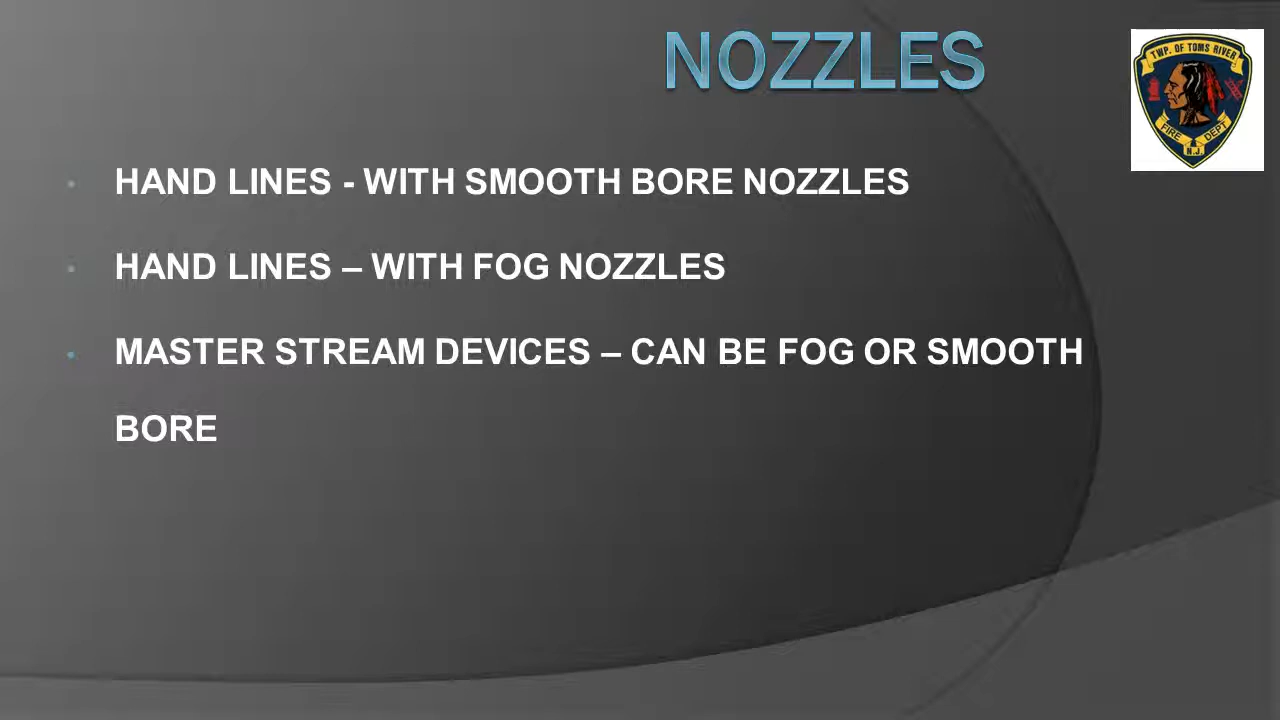 NOZZLES
TWP. OF TOMS RIVER
FIRE DEPT
N.J.
HAND LINES - WITH SMOOTH BORE NOZZLES
HAND LINES – WITH FOG NOZZLES
MASTER STREAM DEVICES – CAN BE FOG OR SMOOTH
BORE